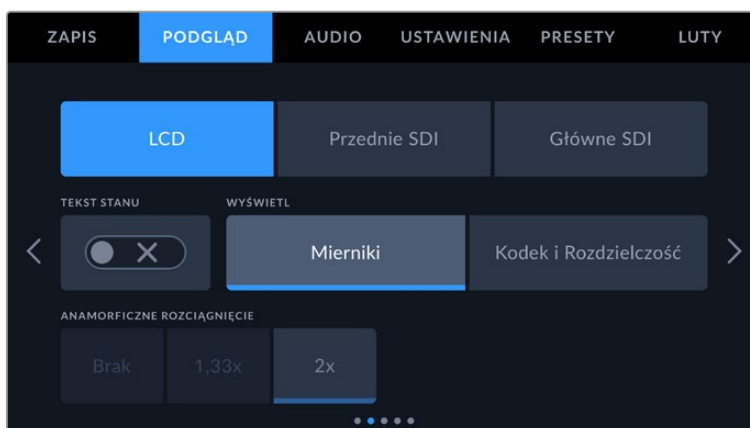 ZAPIS PODGLĄD AUDIO USTAWIENIA PRESETY LUTY
LCD Przednie SDI Główne SDI
TEKST STANU WYŚWIETL
Mierniki Kodek i Rozdzielczość
ANAMORFICZNE ROZCIĄGNIĘCIE
Brak 1,33x 2x